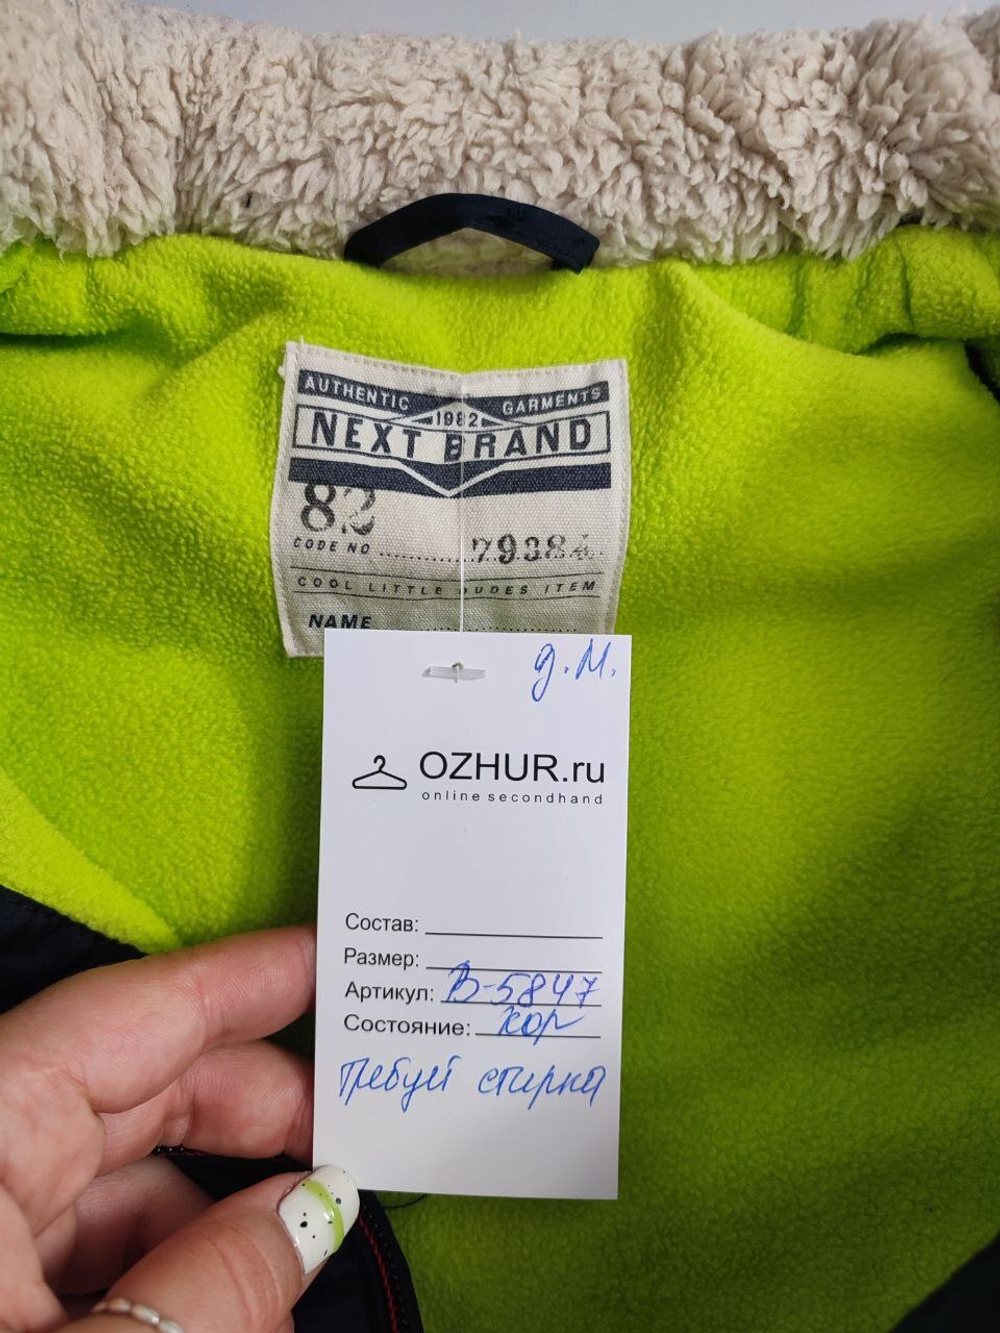 AUTHENTIC GARMENTS
1982
NEXT BRAND
82
CODE NO 79384
COOL LITTLE DUDES ITEM
NAME
д.м.
OZHUR.ru
online secondhand
Состав:
Размер:
Артикул: В-5847
Состояние: хор
требуй стирка